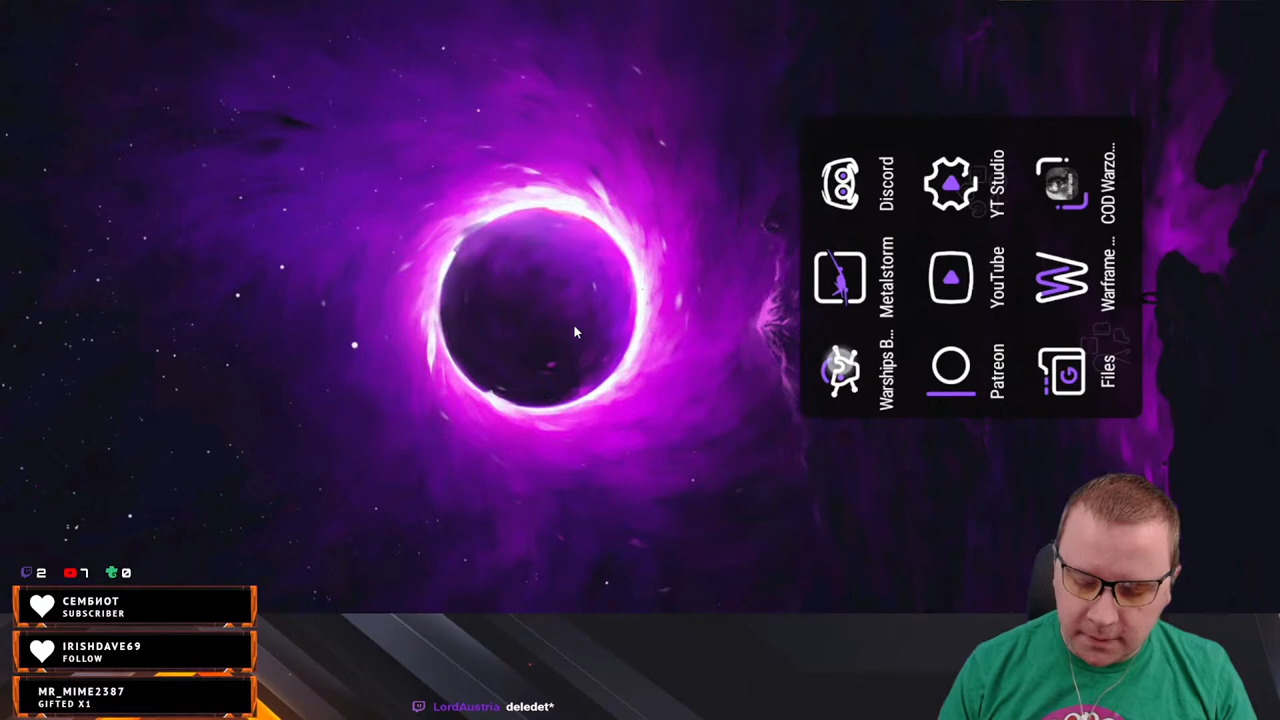 Discord
YT Studio
COD Warzo...
Metalstorm
YouTube
Warframe ...
Warships B...
Patreon
Files
2 7 0
СЕМБИОТ
SUBSCRIBER
IRISHDAVE69
FOLLOW
MR_MIME2387
GIFTED X1
LordAustria deledet*